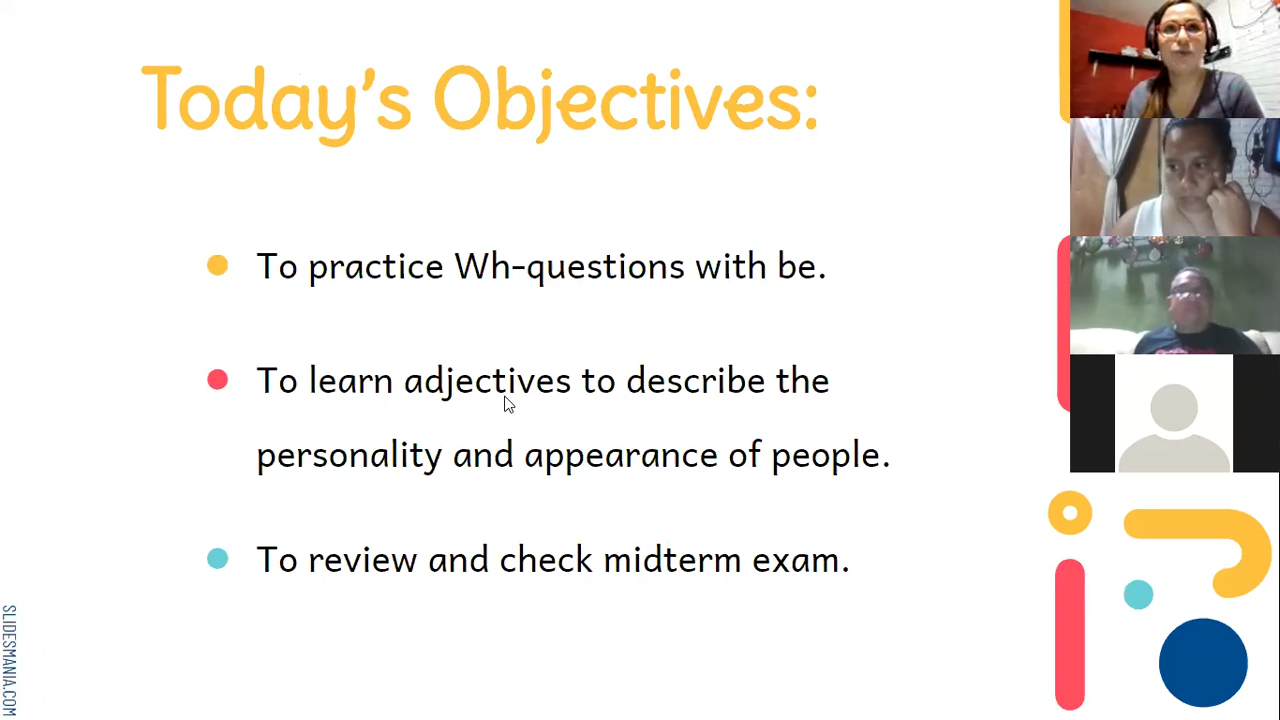 Today's Objectives:
To practice Wh-questions with be.
To learn adjectives to describe the
personality and appearance of people.
To review and check midterm exam.
SLIDESMANIA.COM